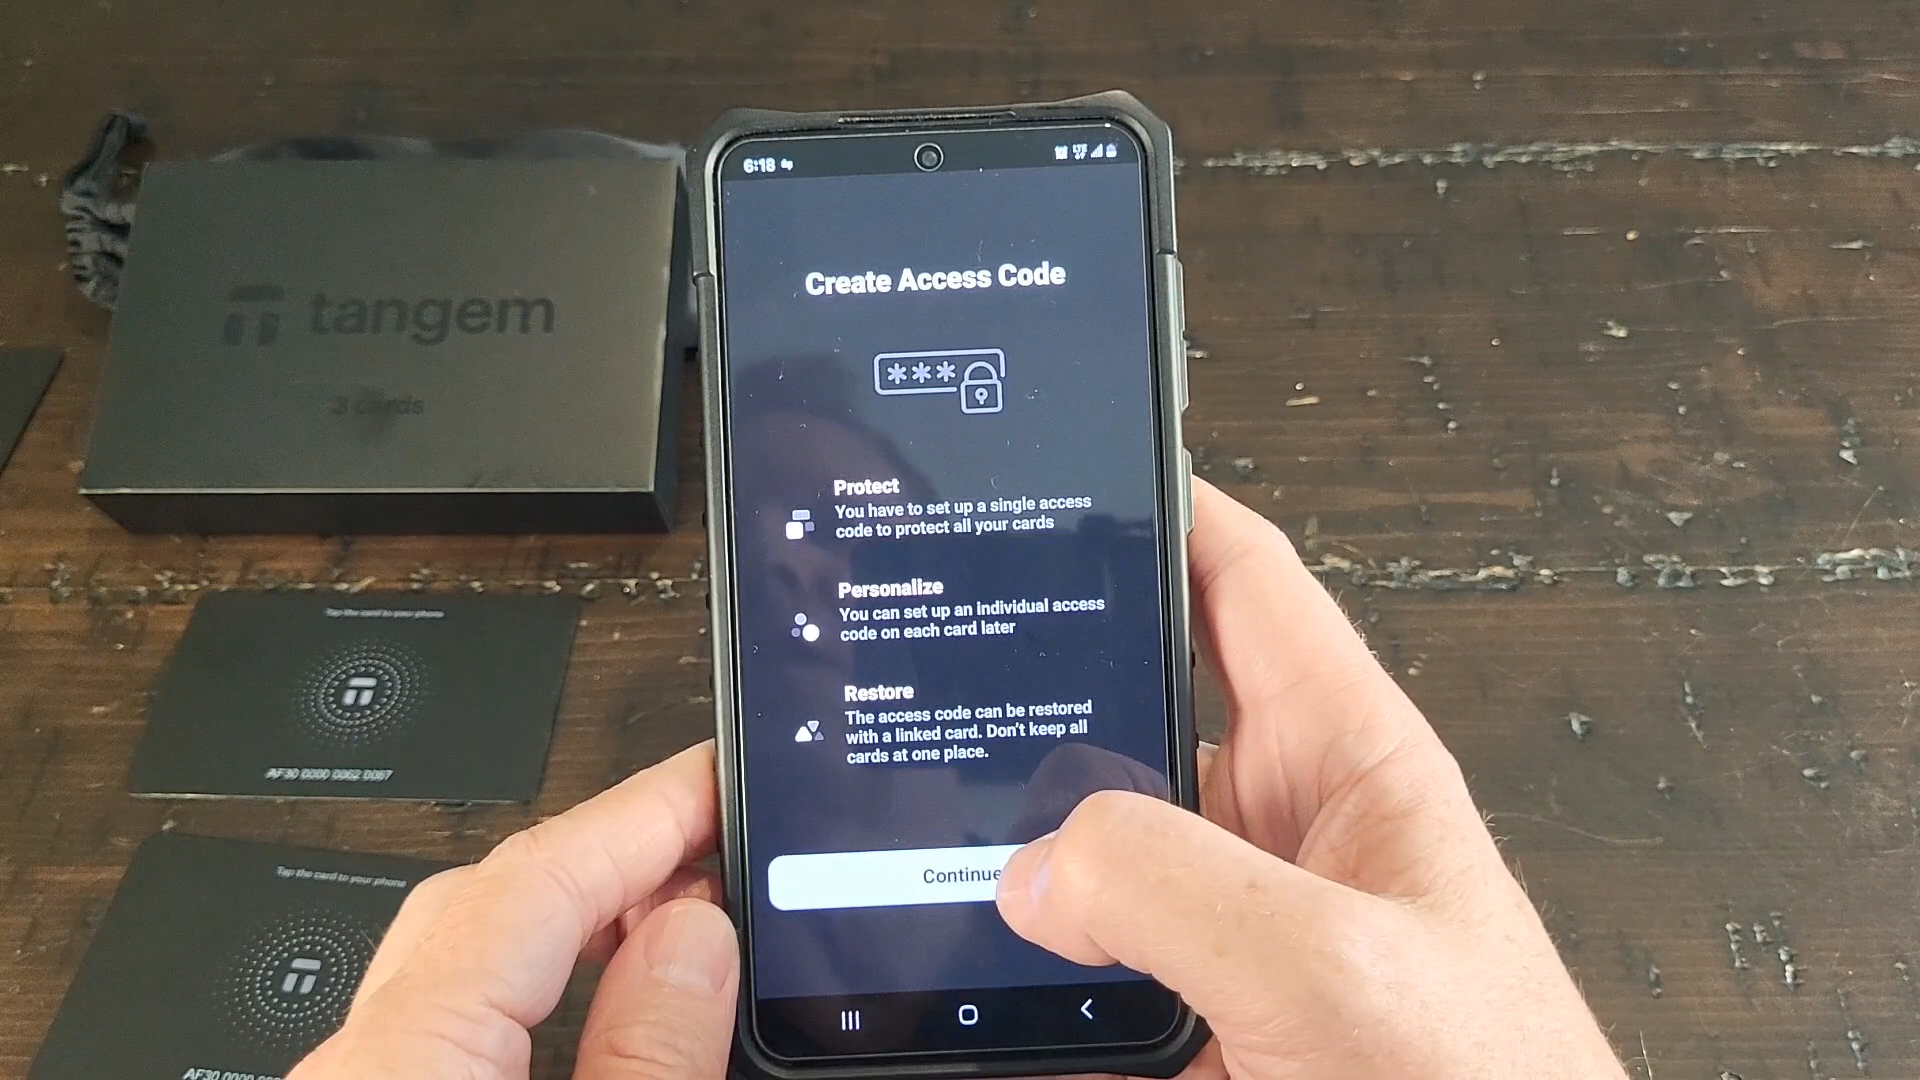 tangem
3 cards
Tap the card to your phone
AF30 0000 0062 0067
Tap the card to your phone
6:18
LTE
Create Access Code
***
Protect
You have to set up a single access
code to protect all your cards
Personalize
You can set up an individual access
code on each card later
Restore
The access code can be restored
with a linked card. Don't keep all
cards at one place.
Continue